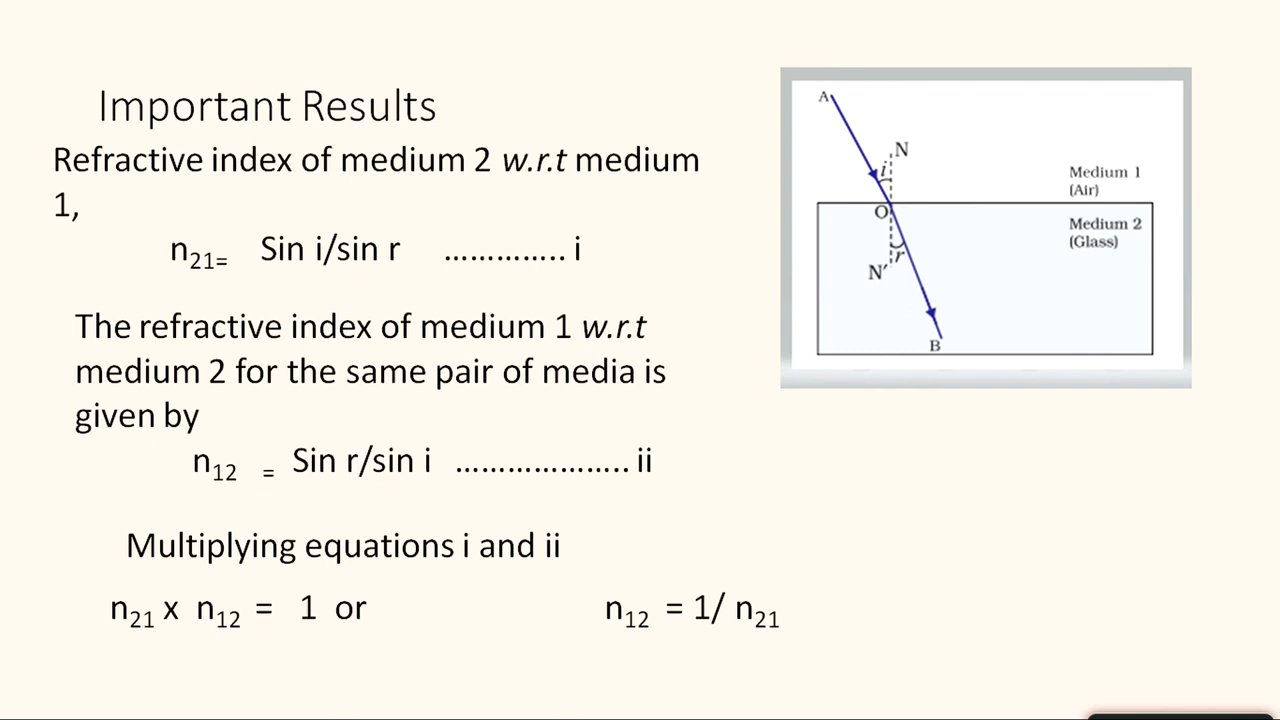 Important Results
Refractive index of medium 2 w.r.t medium
1,
n21= Sin i/sin r ………….. i
The refractive index of medium 1 w.r.t
medium 2 for the same pair of media is
given by
n12 = Sin r/sin i ……………….. ii
Multiplying equations i and ii
n21 x n12 = 1 or n12 = 1/ n21
A
N
i
Medium 1
(Air)
O
Medium 2
(Glass)
r
N′
B